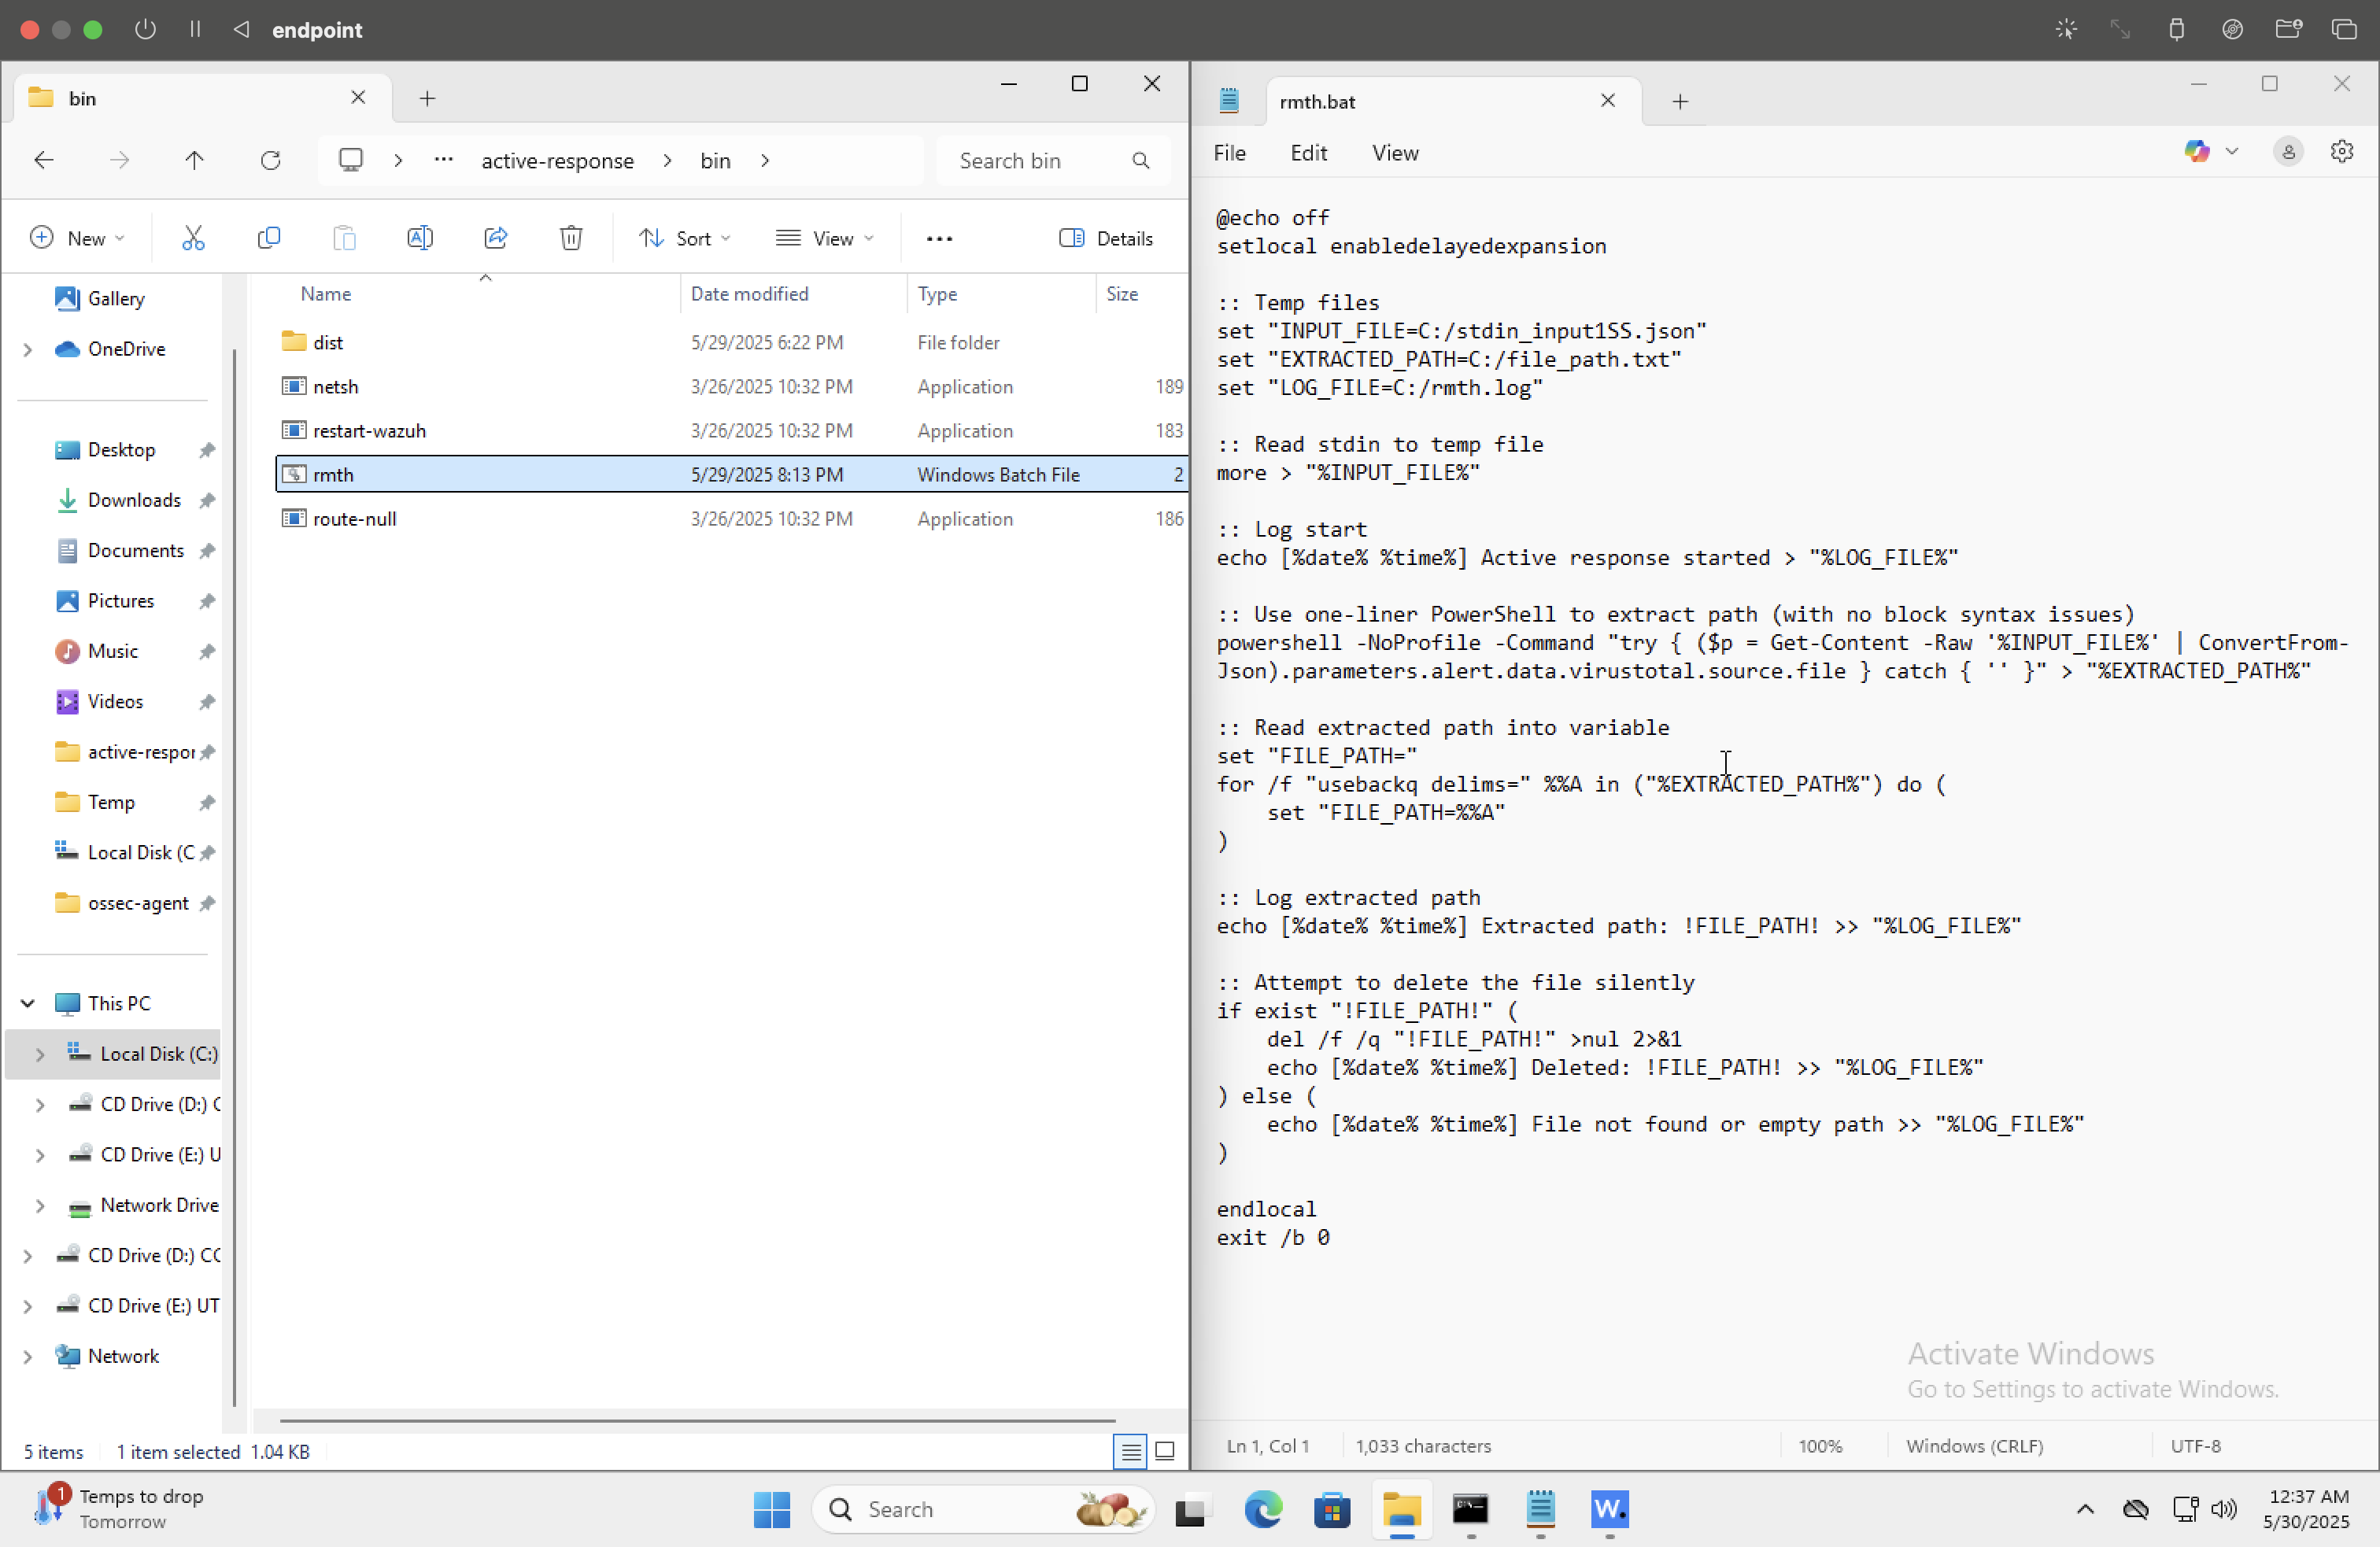 endpoint
bin
active-response
bin
Search bin
New
Sort
View
Details
Name
Date modified
Type
Size
dist
5/29/2025 6:22 PM
File folder
netsh
3/26/2025 10:32 PM
Application
189
restart-wazuh
3/26/2025 10:32 PM
Application
183
rmth
5/29/2025 8:13 PM
Windows Batch File
2
route-null
3/26/2025 10:32 PM
Application
186
Gallery
OneDrive
Desktop
Downloads
Documents
Pictures
Music
Videos
active-respor
Temp
Local Disk (C
ossec-agent
This PC
Local Disk (C:)
CD Drive (D:) C
CD Drive (E:) U
Network Drive
CD Drive (D:) CC
CD Drive (E:) UT
Network
5 items
1 item selected 1.04 KB
rmth.bat
File
Edit
View
@echo off
setlocal enabledelayedexpansion
:: Temp files
set "INPUT_FILE=C:/stdin_input1SS.json"
set "EXTRACTED_PATH=C:/file_path.txt"
set "LOG_FILE=C:/rmth.log"
:: Read stdin to temp file
more > "%INPUT_FILE%"
:: Log start
echo [%date% %time%] Active response started > "%LOG_FILE%"
:: Use one-liner PowerShell to extract path (with no block syntax issues)
powershell -NoProfile -Command "try { ($p = Get-Content -Raw '%INPUT_FILE%' | ConvertFrom-
Json).parameters.alert.data.virustotal.source.file } catch { '' }" > "%EXTRACTED_PATH%"
:: Read extracted path into variable
set "FILE_PATH="
for /f "usebackq delims=" %%A in ("%EXTRACTED_PATH%") do (
    set "FILE_PATH=%%A"
)
:: Log extracted path
echo [%date% %time%] Extracted path: !FILE_PATH! >> "%LOG_FILE%"
:: Attempt to delete the file silently
if exist "!FILE_PATH!" (
    del /f /q "!FILE_PATH!" >nul 2>&1
    echo [%date% %time%] Deleted: !FILE_PATH! >> "%LOG_FILE%"
) else (
    echo [%date% %time%] File not found or empty path >> "%LOG_FILE%"
)
endlocal
exit /b 0
Activate Windows
Go to Settings to activate Windows.
Ln 1, Col 1
1,033 characters
100%
Windows (CRLF)
UTF-8
1
Temps to drop
Tomorrow
Search
W.
12:37 AM
5/30/2025